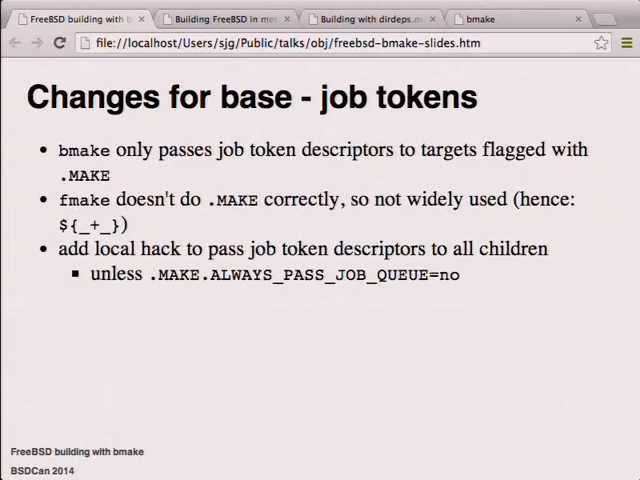 FreeBSD building with b
Building FreeBSD in me
Building with dirdeps.m
bmake
file://localhost/Users/sjg/Public/talks/obj/freebsd-bmake-slides.htm
Changes for base - job tokens
• bmake only passes job token descriptors to targets flagged with
.MAKE
• fmake doesn't do .MAKE correctly, so not widely used (hence:
${_+_})
• add local hack to pass job token descriptors to all children
▪ unless .MAKE.ALWAYS_PASS_JOB_QUEUE=no
FreeBSD building with bmake
BSDCan 2014